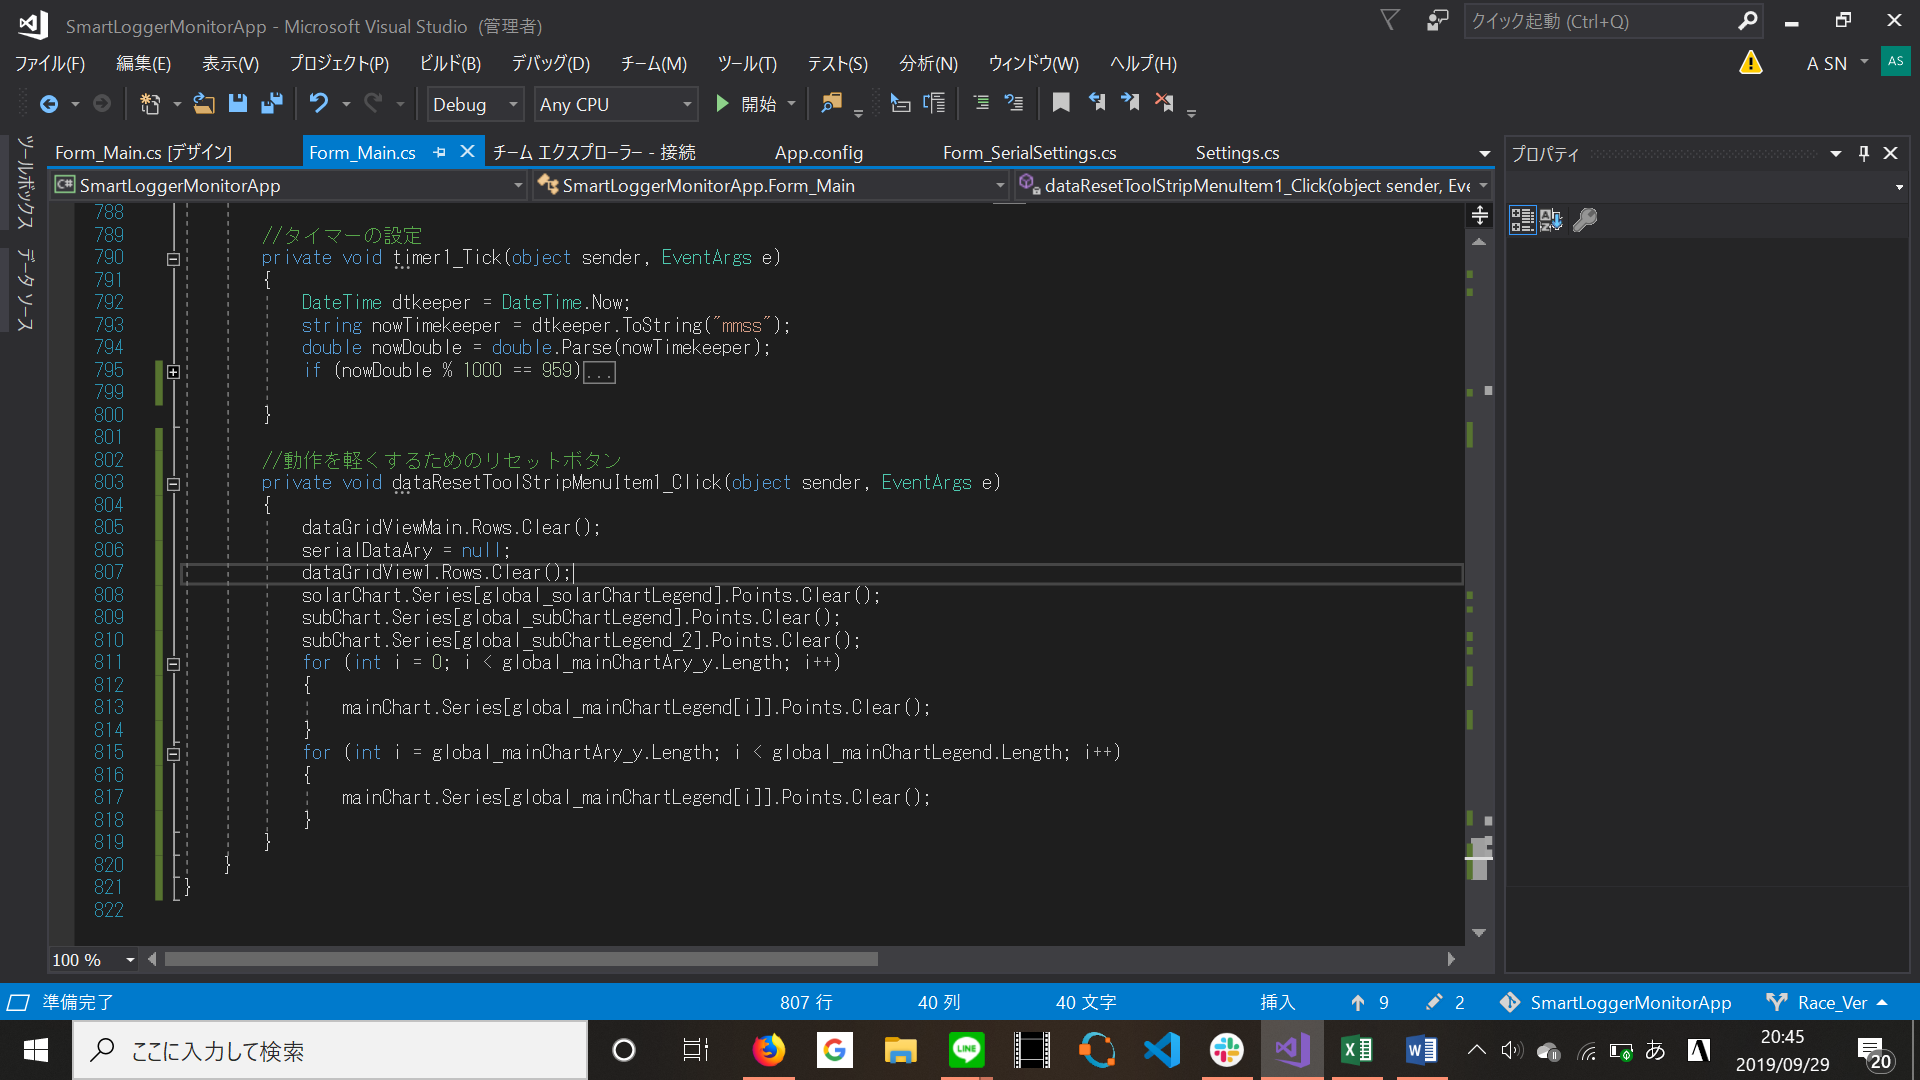 SmartLoggerMonitorApp - Microsoft Visual Studio (管理者)
クイック起動 (Ctrl+Q)
ファイル(F) 編集(E) 表示(V) プロジェクト(P) ビルド(B) デバッグ(D) チーム(M) ツール(T) テスト(S) 分析(N) ウィンドウ(W) ヘルプ(H)
A SN AS
Debug Any CPU 開始
ツールボックス
データ ソース
Form_Main.cs [デザイン] Form_Main.cs チーム エクスプローラー - 接続 App.config Form_SerialSettings.cs Settings.cs
プロパティ
C# SmartLoggerMonitorApp SmartLoggerMonitorApp.Form_Main dataResetToolStripMenuItem1_Click(object sender, Eve
788
789 //タイマーの設定
790 private void timer1_Tick(object sender, EventArgs e)
791 {
792 DateTime dtkeeper = DateTime.Now;
793 string nowTimekeeper = dtkeeper.ToString("mmss");
794 double nowDouble = double.Parse(nowTimekeeper);
795 if (nowDouble % 1000 == 959)...
799
800 }
801
802 //動作を軽くするためのリセットボタン
803 private void dataResetToolStripMenuItem1_Click(object sender, EventArgs e)
804 {
805 dataGridViewMain.Rows.Clear();
806 serialDataAry = null;
807 dataGridView1.Rows.Clear();
808 solarChart.Series[global_solarChartLegend].Points.Clear();
809 subChart.Series[global_subChartLegend].Points.Clear();
810 subChart.Series[global_subChartLegend_2].Points.Clear();
811 for (int i = 0; i < global_mainChartAry_y.Length; i++)
812 {
813 mainChart.Series[global_mainChartLegend[i]].Points.Clear();
814 }
815 for (int i = global_mainChartAry_y.Length; i < global_mainChartLegend.Length; i++)
816 {
817 mainChart.Series[global_mainChartLegend[i]].Points.Clear();
818 }
819 }
820 }
821 }
822
100 %
準備完了 807 行 40 列 40 文字 挿入 9 2 SmartLoggerMonitorApp Race_Ver
ここに入力して検索
LINE
あ A
20:45
2019/09/29
20